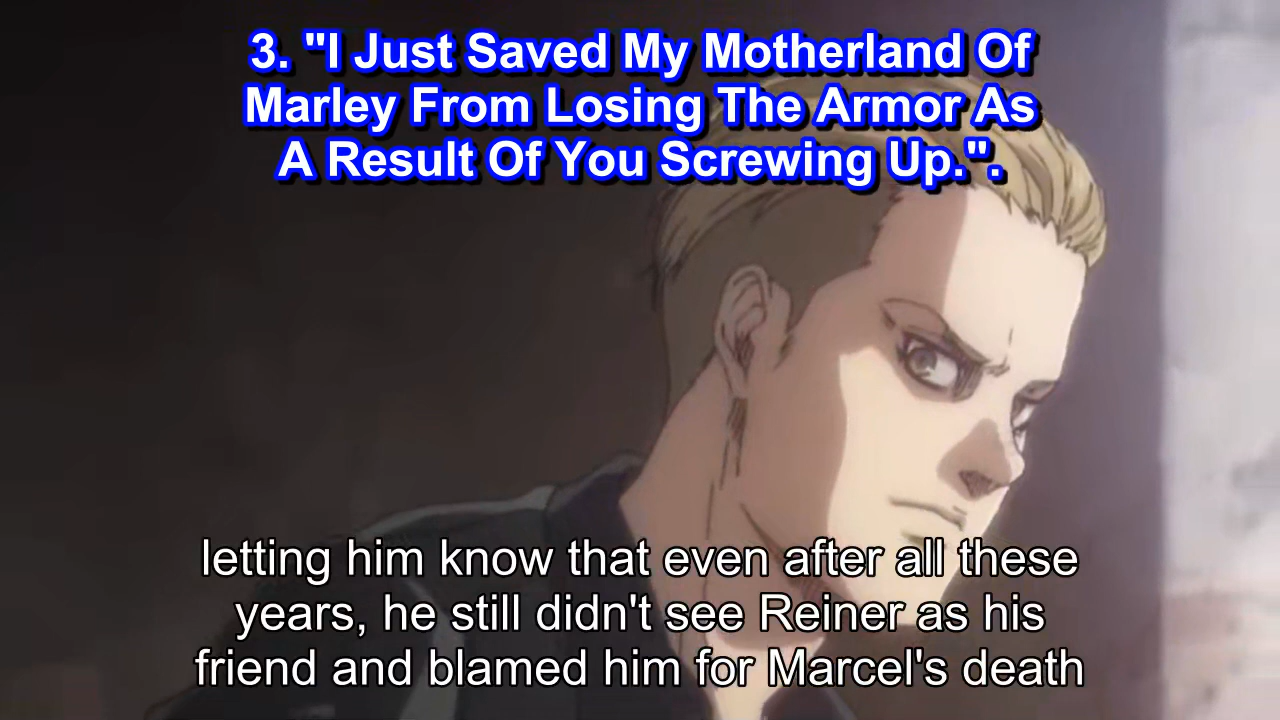 3. "I Just Saved My Motherland Of
Marley From Losing The Armor As
A Result Of You Screwing Up.".
letting him know that even after all these
years, he still didn't see Reiner as his
friend and blamed him for Marcel's death